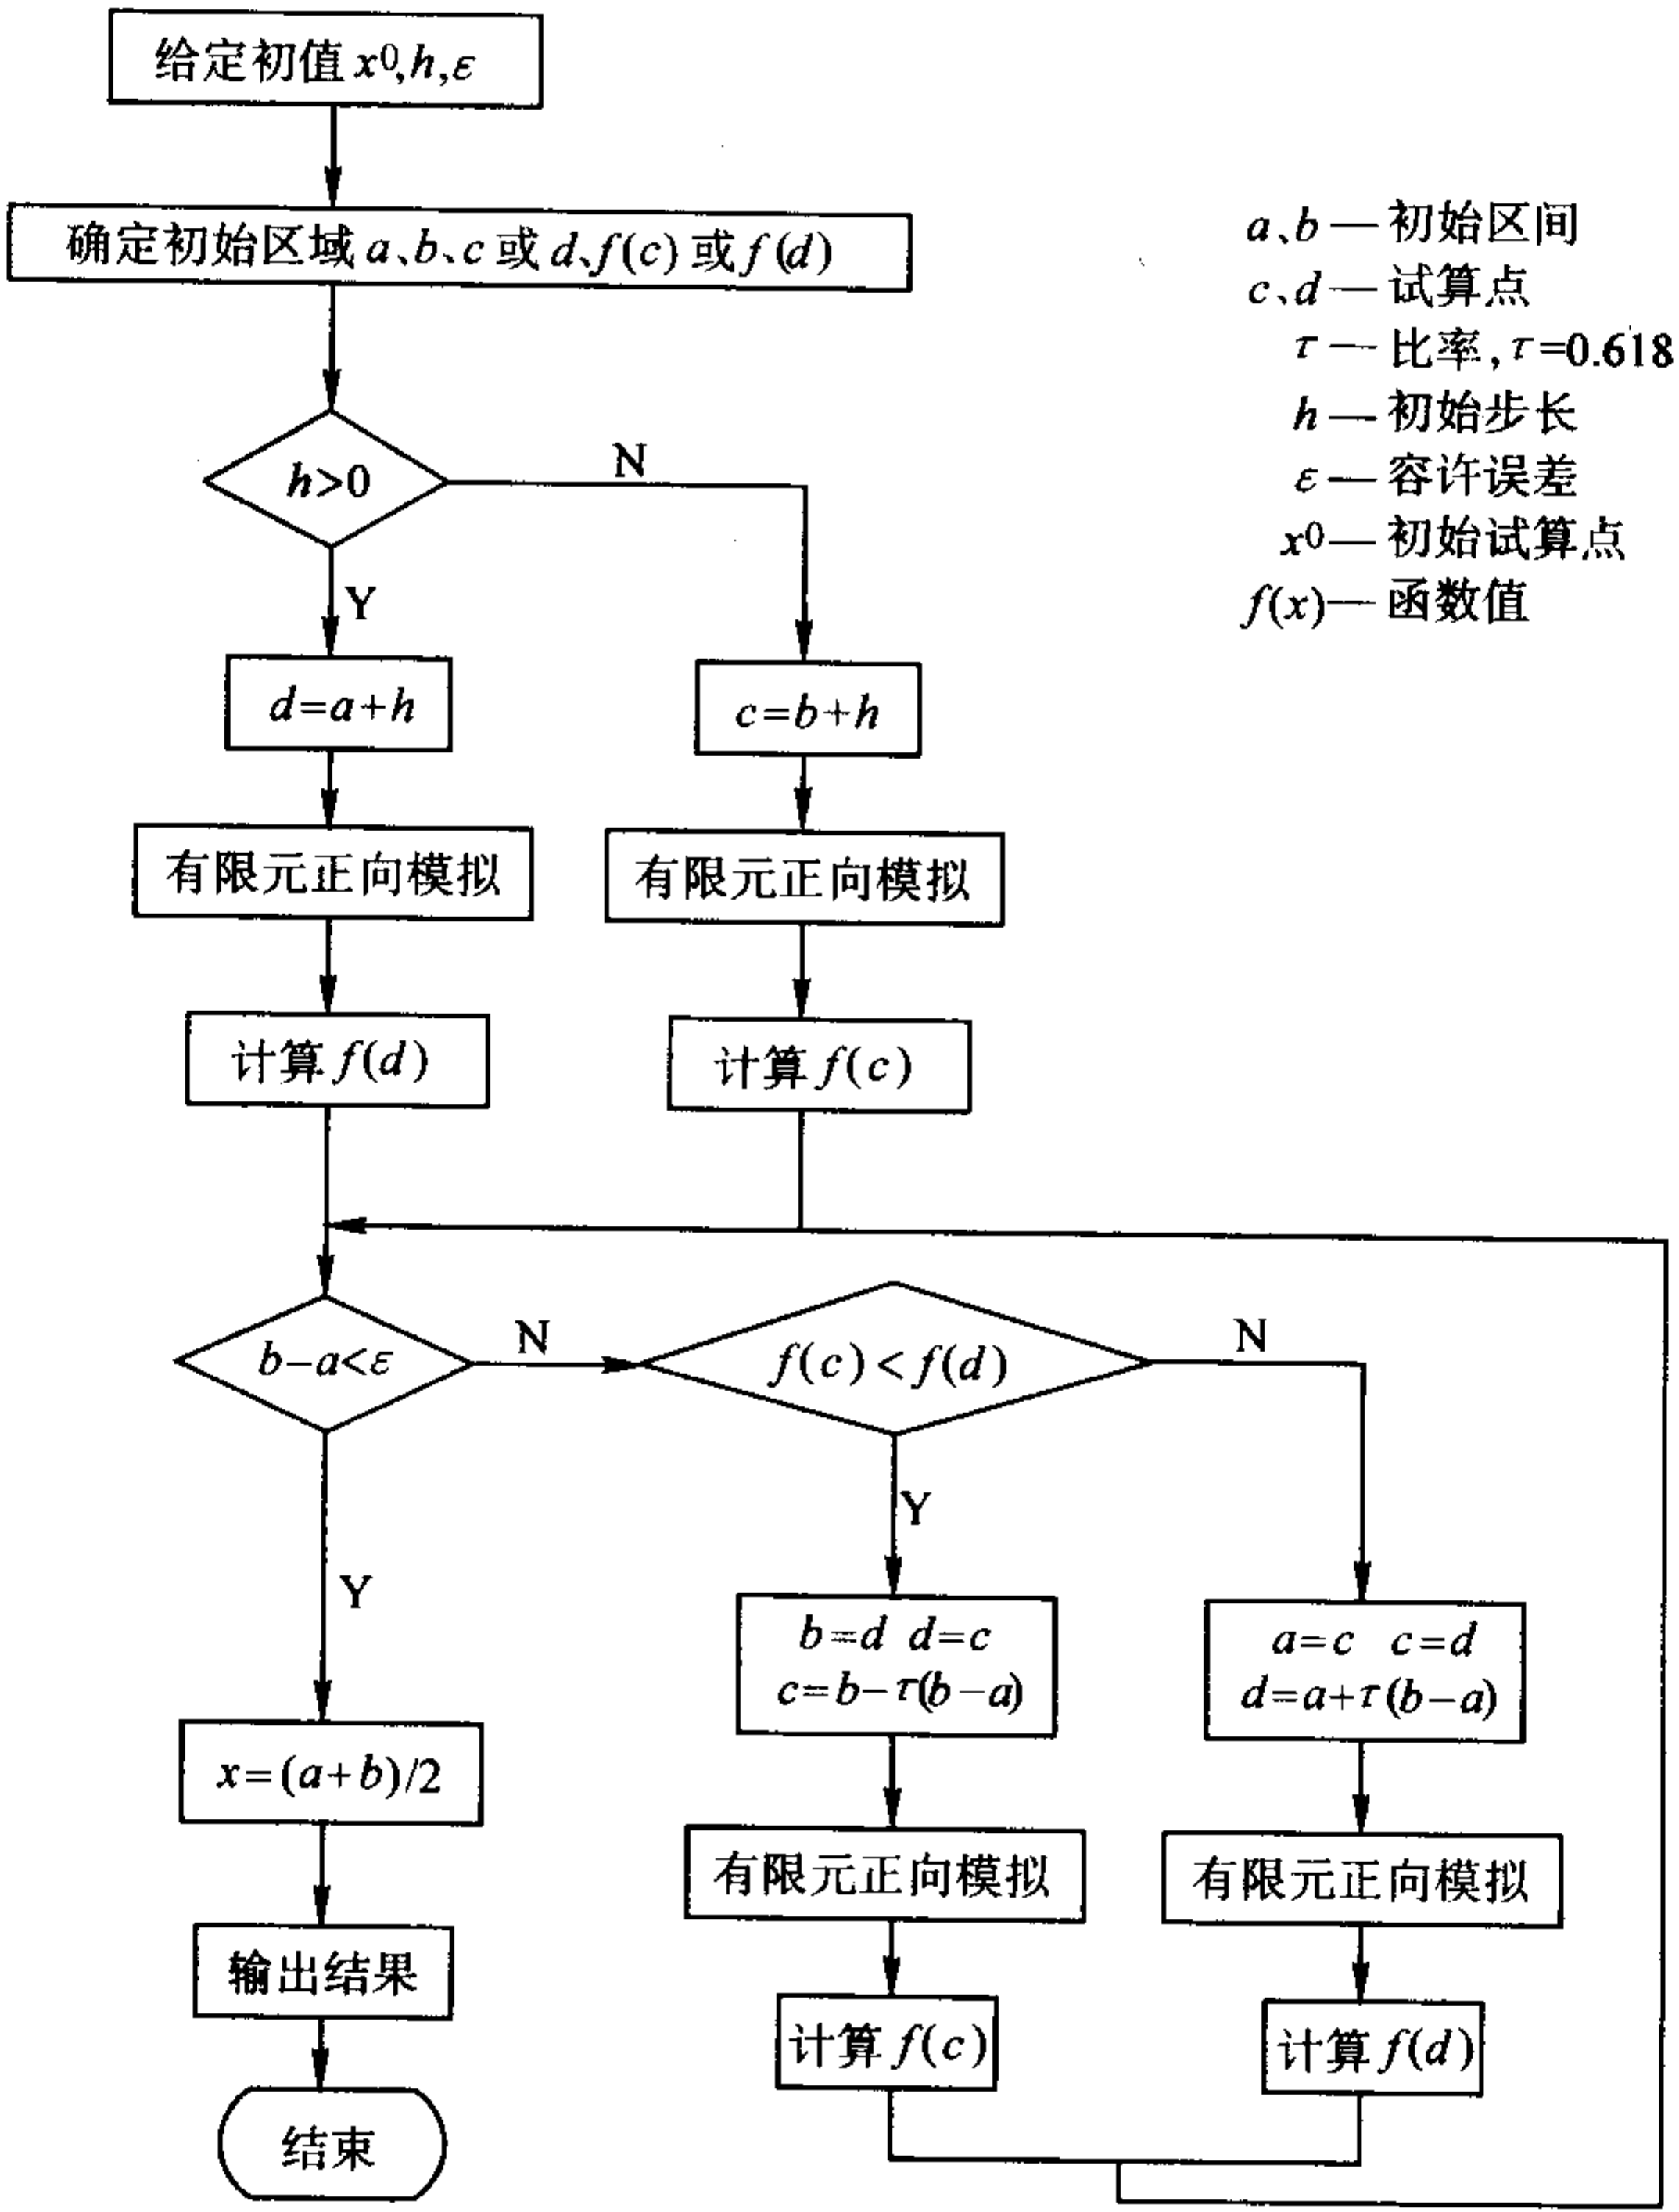 给定初值 x⁰,h,ε
确定初始区域 a、b、c 或 d、f(c) 或 f(d)
a、b — 初始区间
c、d — 试算点
τ — 比率,τ=0.618
h — 初始步长
ε — 容许误差
x⁰— 初始试算点
f(x)— 函数值
h>0
N
Y
d=a+h
c=b+h
有限元正向模拟
有限元正向模拟
计算 f(d)
计算 f(c)
b-a<ε
N
f(c)<f(d)
N
Y
Y
b=d d=c
c=b-τ(b-a)
a=c c=d
d=a+τ(b-a)
x=(a+b)/2
有限元正向模拟
有限元正向模拟
输出结果
计算 f(c)
计算 f(d)
结束